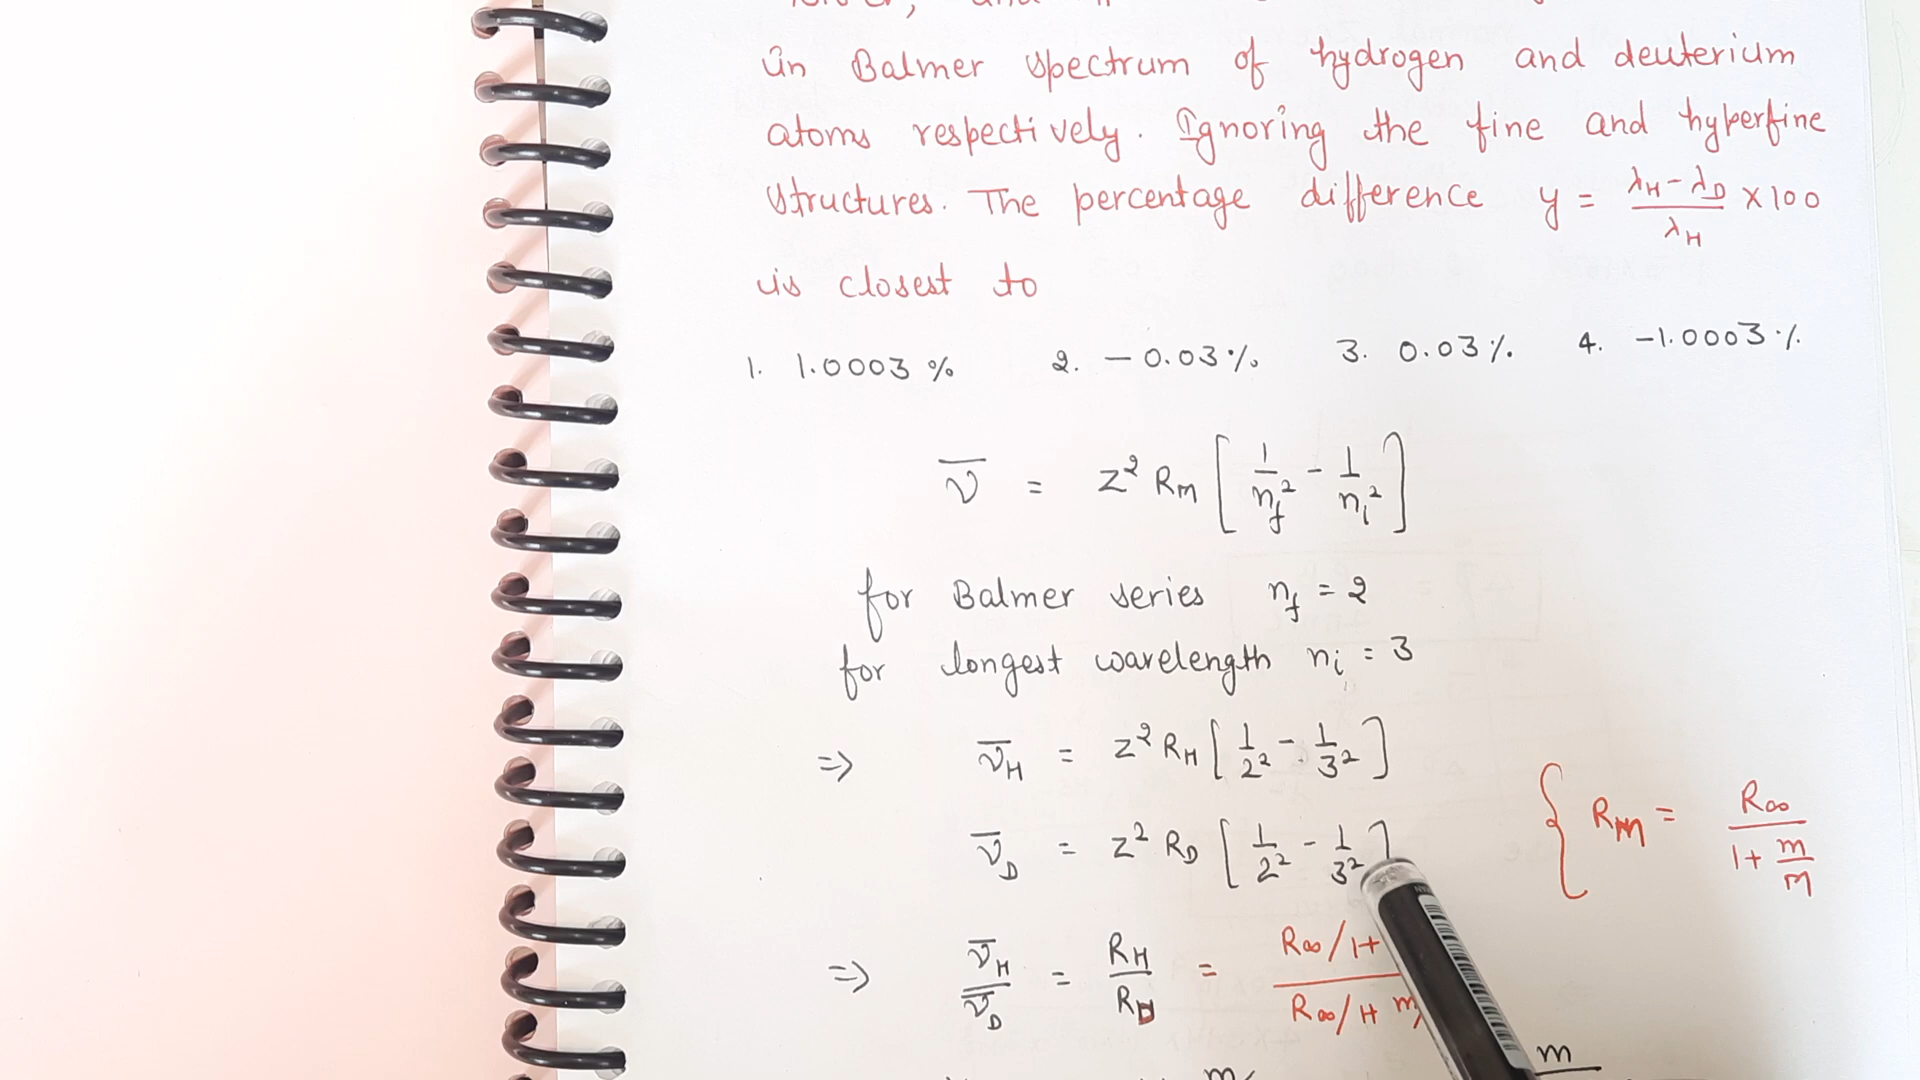 in Balmer spectrum of hydrogen and deuterium
atoms respectively. Ignoring the fine and hyperfine
structures. The percentage difference y = (λH - λD)/λH × 100
is closest to
1. 1.0003 % 2. -0.03% 3. 0.03% 4. -1.0003%
ν̄ = Z² RM [1/nf² - 1/ni²]
for Balmer series nf = 2
for longest wavelength ni = 3
⇒ ν̄H = Z² RH [1/2² - 1/3²]
ν̄D = Z² RD [1/2² - 1/3²]
{ RM = R∞/(1 + m/M)
⇒ ν̄H/ν̄D = RH/RD = R∞/1+ / R∞/1+ m/
m/ m